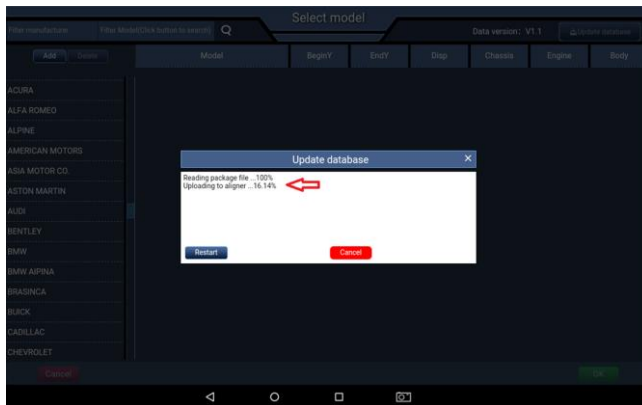 Select model
Filter manufacture Filter Model(Click button to search) Data version: V1.1 Update database
Add Delete Model BeginY EndY Disp Chassis Engine Body
ACURA
ALFA ROMEO
ALPINE
AMERICAN MOTORS
ASIA MOTOR CO.
ASTON MARTIN
AUDI
BENTLEY
BMW
BMW AlPINA
BRASINCA
BUICK
CADILLAC
CHEVROLET
Update database
Reading package file ...100%
Uploading to aligner ...16.14%
Restart Cancel
Cancel OK